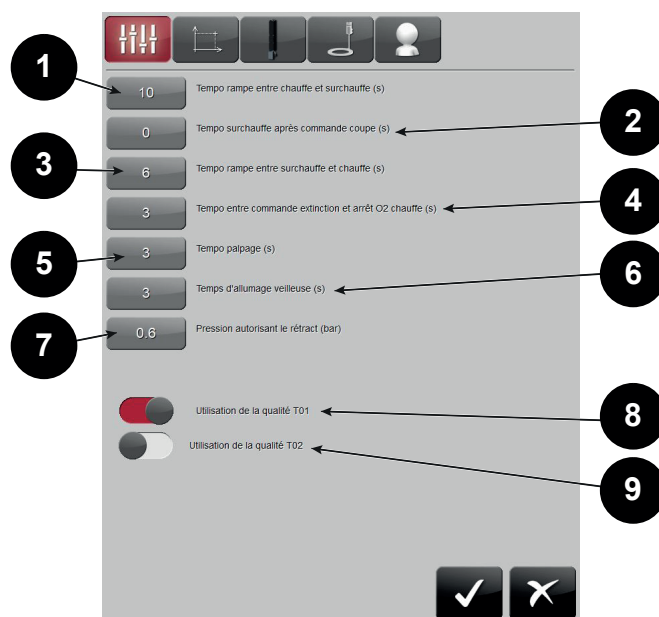 1
10 Tempo rampe entre chauffe et surchauffe (s)
0 Tempo surchauffe après commande coupe (s)
2
3
6 Tempo rampe entre surchauffe et chauffe (s)
3 Tempo entre commande extinction et arrêt O2 chauffe (s)
4
5
3 Tempo palpage (s)
6
3 Temps d'allumage veilleuse (s)
7
0.6 Pression autorisant le rétract (bar)
Utilisation de la qualité T01
8
Utilisation de la qualité T02
9